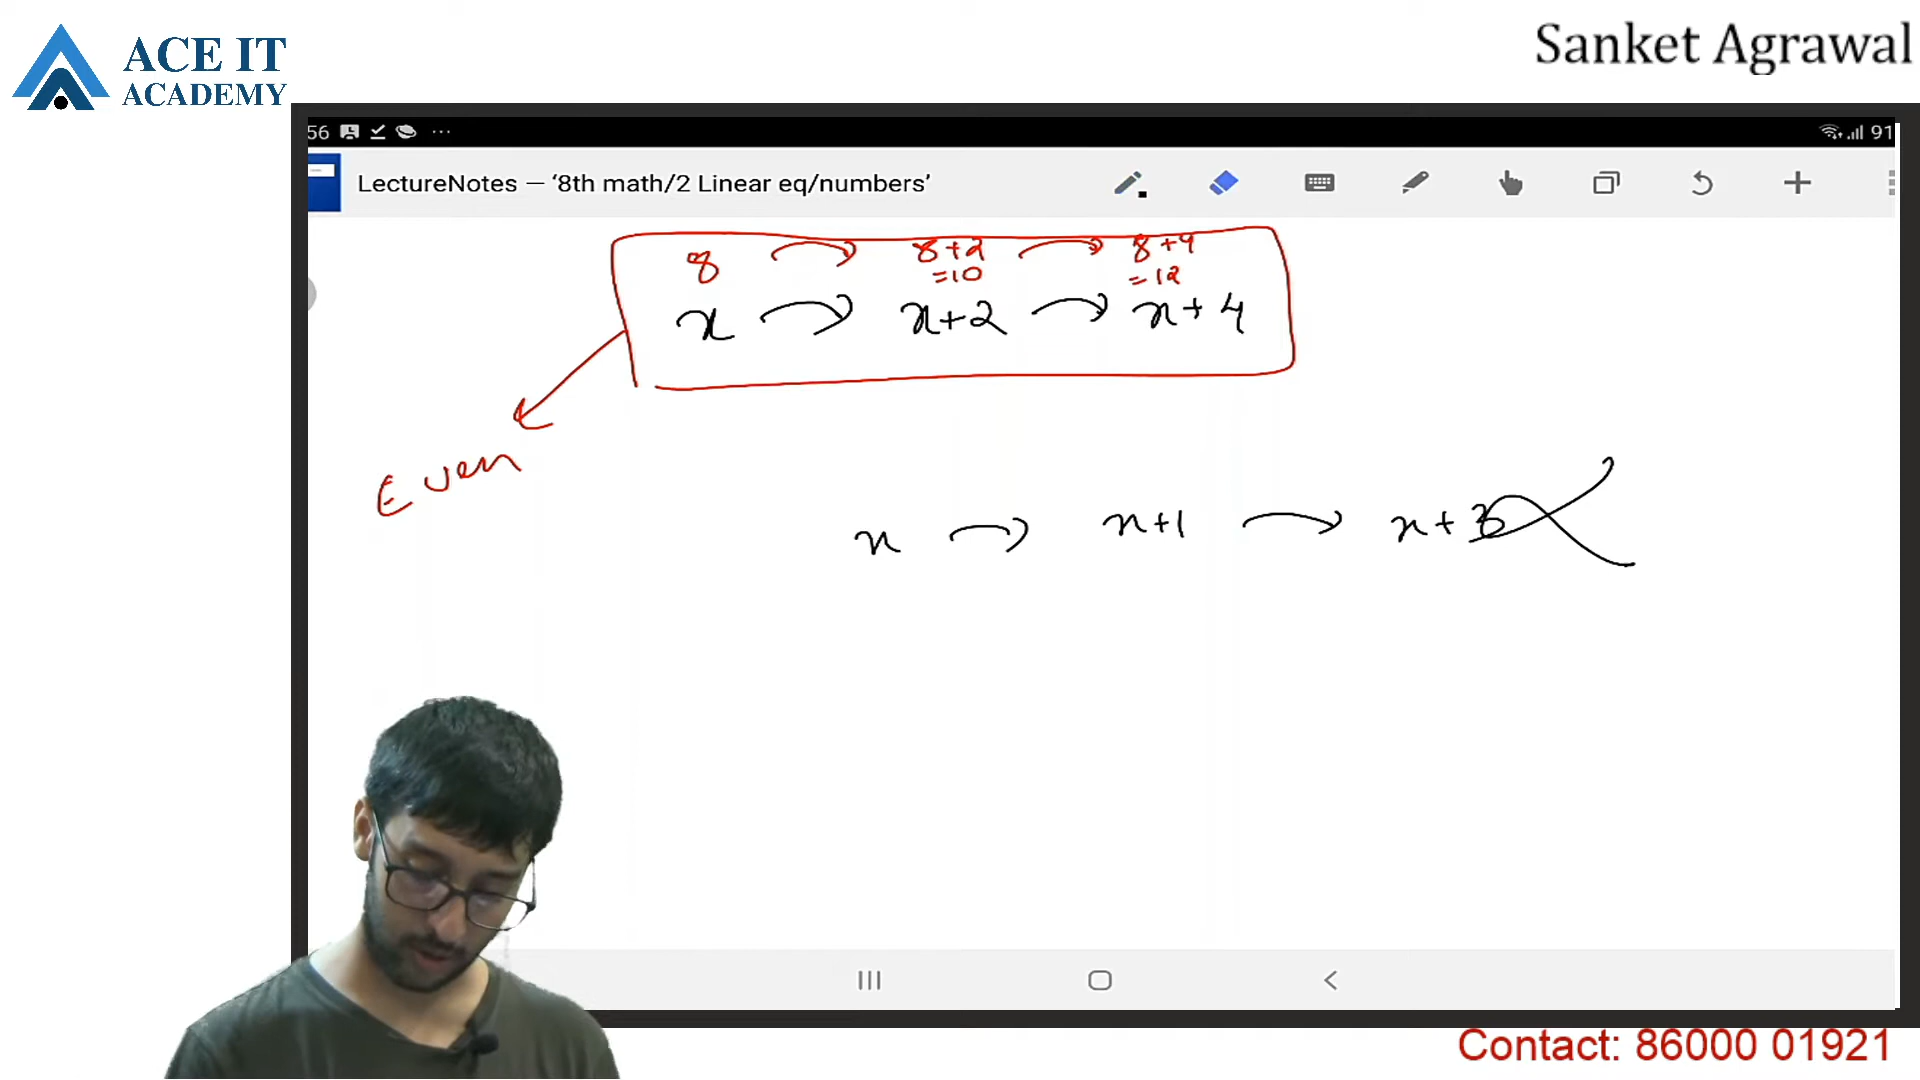 ACE IT
ACADEMY
Sanket Agrawal
56 ... 91
LectureNotes — ‘8th math/2 Linear eq/numbers’
8 → 8+2 → 8+4
=10 =12
x → x+2 → x+4
Even
x → x+1 → x+3
Contact: 86000 01921